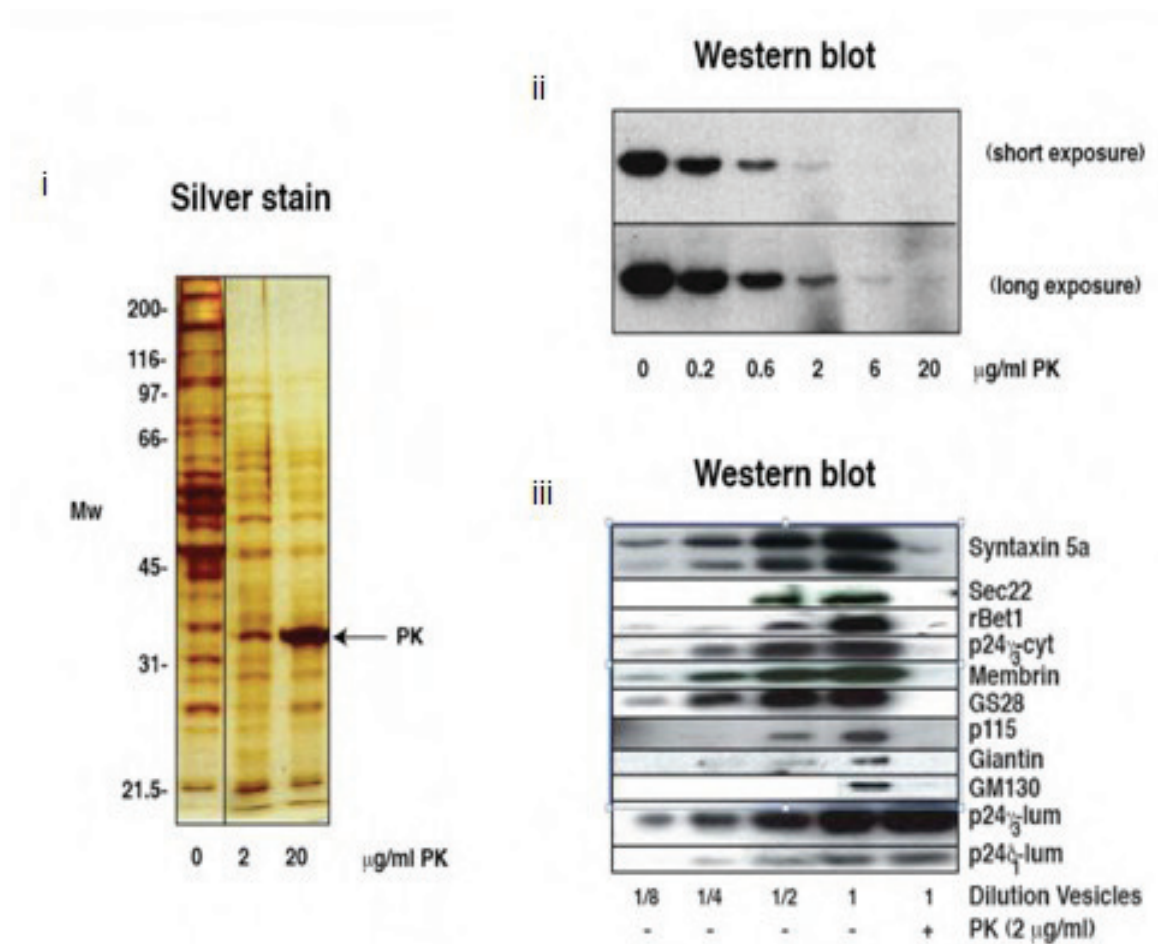 i
Silver stain
200-
116-
97-
66-
Mw
45-
31-
21.5-
PK
0 2 20 μg/ml PK
ii
Western blot
(short exposure)
(long exposure)
0 0.2 0.6 2 6 20 μg/ml PK
iii
Western blot
Syntaxin 5a
Sec22
rBet1
p24γ3-cyt
Membrin
GS28
p115
Giantin
GM130
p24γ3-lum
p24δ1-lum
1/8 1/4 1/2 1 1 Dilution Vesicles
- - - - + PK (2 μg/ml)